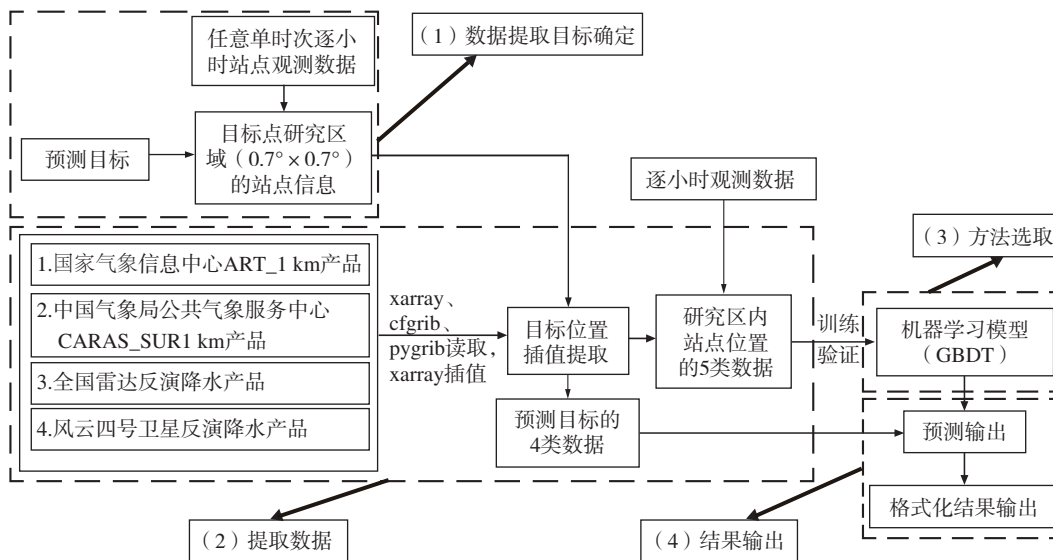 任意单时次逐小
时站点观测数据
（1）数据提取目标确定
预测目标
目标点研究区
域（0.7° × 0.7°）
的站点信息
逐小时观测数据
（3）方法选取
1.国家气象信息中心ART_1 km产品
2.中国气象局公共气象服务中心
CARAS_SUR1 km产品
3.全国雷达反演降水产品
4.风云四号卫星反演降水产品
xarray、
cfgrib、
pygrib读取，
xarray插值
目标位置
插值提取
研究区内
站点位置
的5类数据
训练
验证
机器学习模型
（GBDT）
预测目标的
4类数据
预测输出
格式化结果输出
（2）提取数据
（4）结果输出